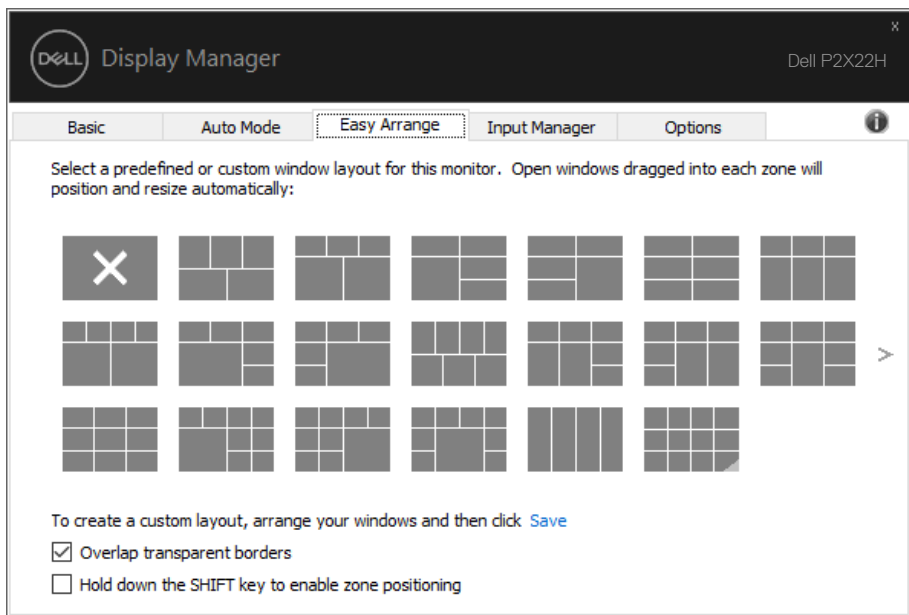 x
DELL Display Manager
Dell P2X22H
Basic Auto Mode Easy Arrange Input Manager Options i
Select a predefined or custom window layout for this monitor. Open windows dragged into each zone will
position and resize automatically:
>
To create a custom layout, arrange your windows and then click Save
Overlap transparent borders
Hold down the SHIFT key to enable zone positioning